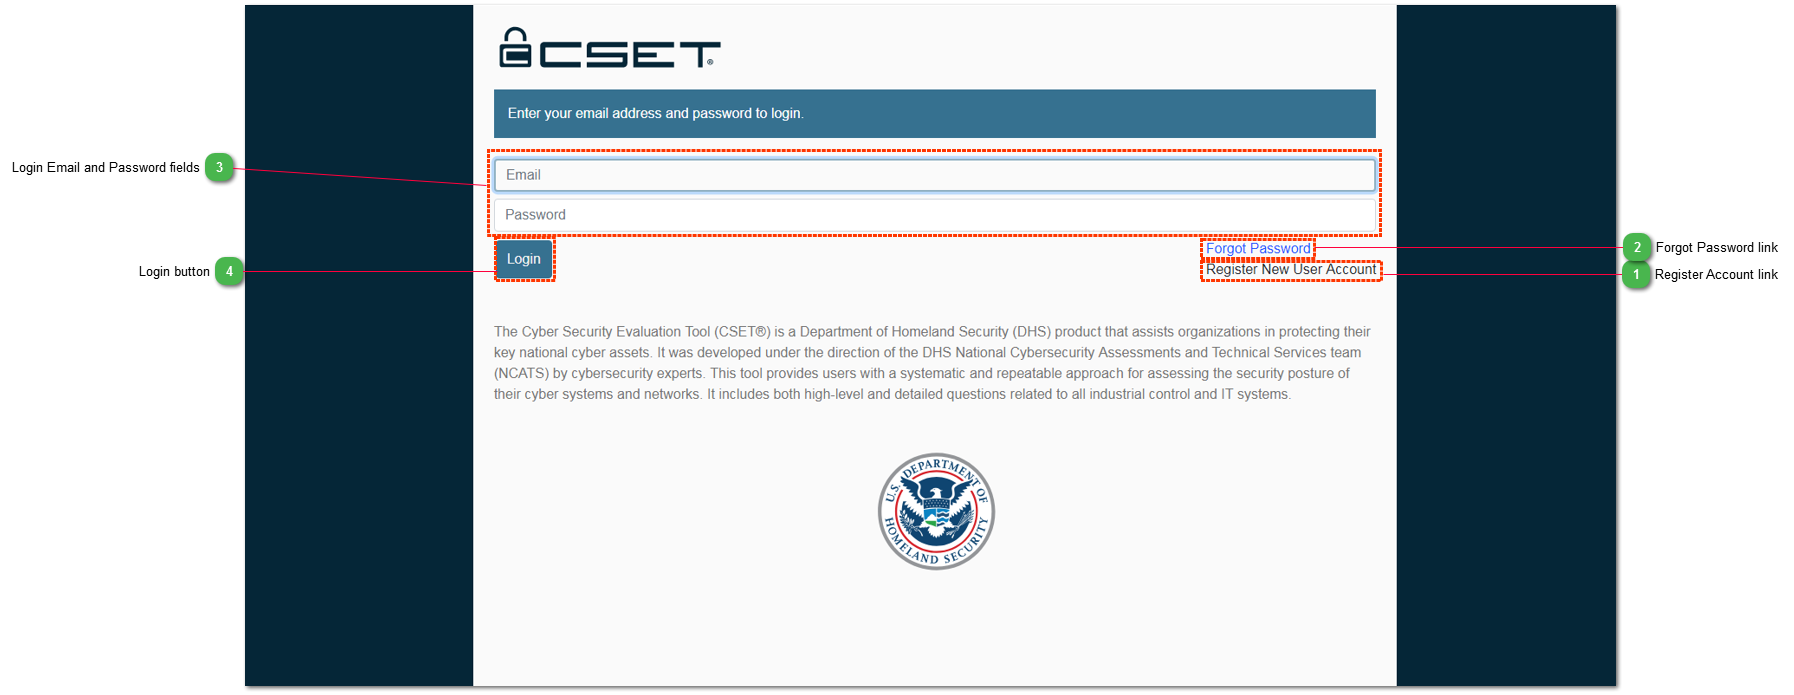 CSET®
Enter your email address and password to login.
Login Email and Password fields 3
Email
Password
Login button 4
Login
Forgot Password
2 Forgot Password link
Register New User Account
1 Register Account link
The Cyber Security Evaluation Tool (CSET®) is a Department of Homeland Security (DHS) product that assists organizations in protecting their
key national cyber assets. It was developed under the direction of the DHS National Cybersecurity Assessments and Technical Services team
(NCATS) by cybersecurity experts. This tool provides users with a systematic and repeatable approach for assessing the security posture of
their cyber systems and networks. It includes both high-level and detailed questions related to all industrial control and IT systems.
U.S. DEPARTMENT OF
HOMELAND SECURITY